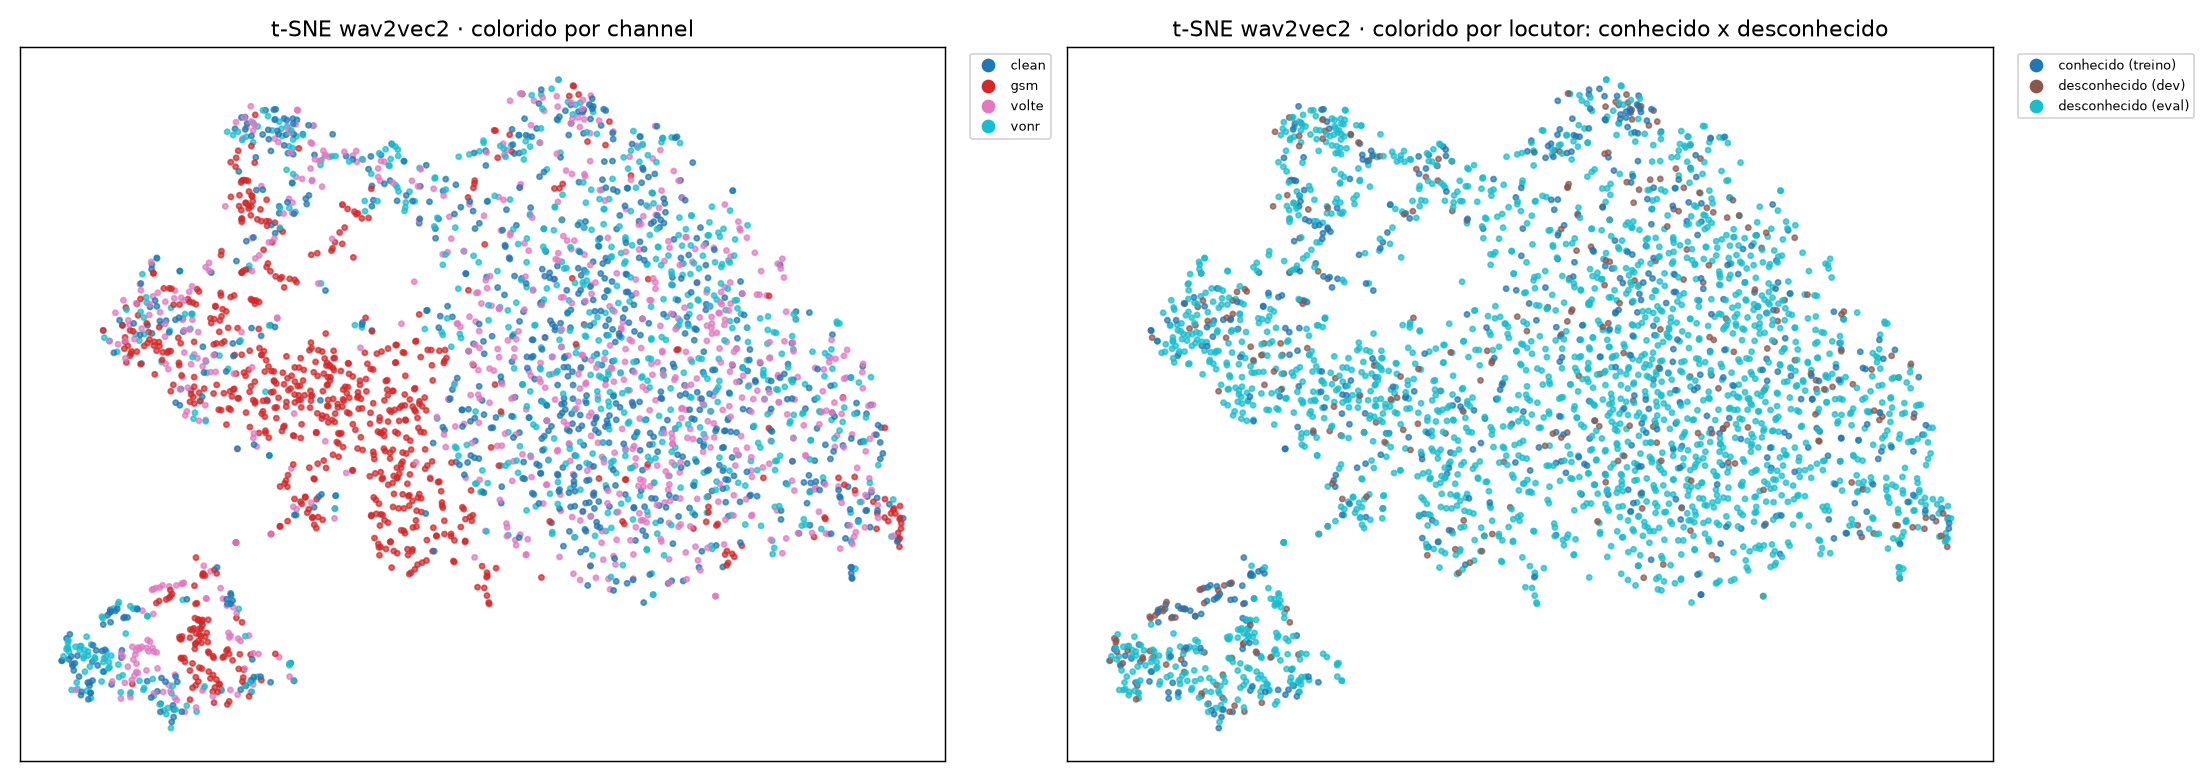 t-SNE wav2vec2 · colorido por channel
clean
gsm
volte
vonr
t-SNE wav2vec2 · colorido por locutor: conhecido x desconhecido
conhecido (treino)
desconhecido (dev)
desconhecido (eval)